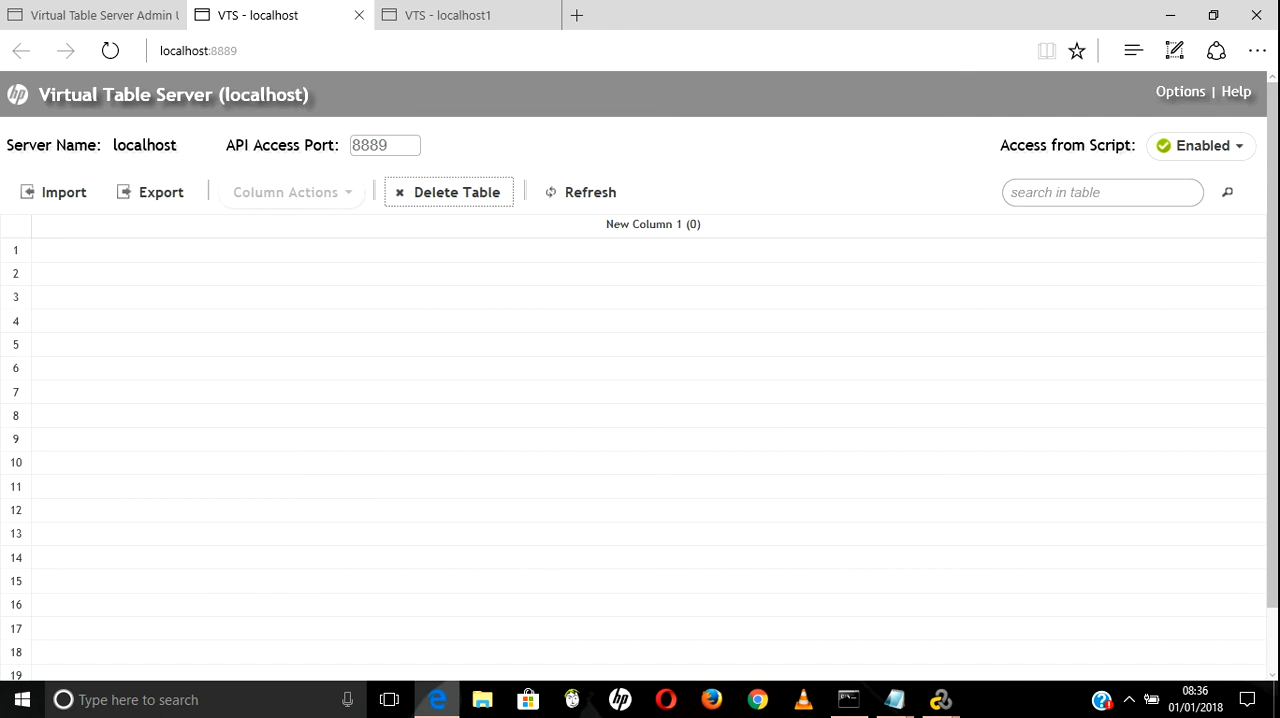 Virtual Table Server Admin U
VTS - localhost
VTS - localhost1
localhost:8889
hp Virtual Table Server (localhost)
Options | Help
Server Name: localhost API Access Port: 8889 Access from Script: Enabled
Import Export Column Actions Delete Table Refresh search in table
New Column 1 (0)
1
2
3
4
5
6
7
8
9
10
11
12
13
14
15
16
17
18
19
Type here to search
hp
08:36
01/01/2018